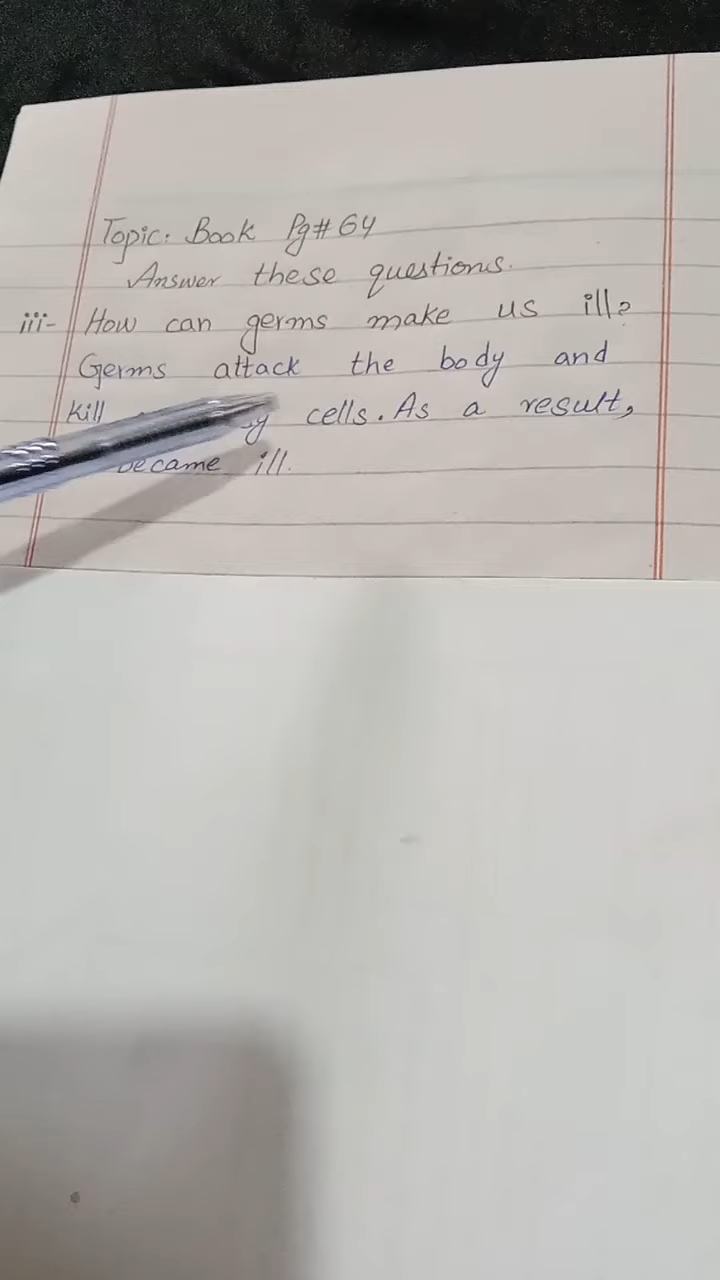 Topic: Book Pg# 64
Answer these questions.
iii- How can germs make us ill?
Germs attack the body and
Kill cells. As a result,
became ill.